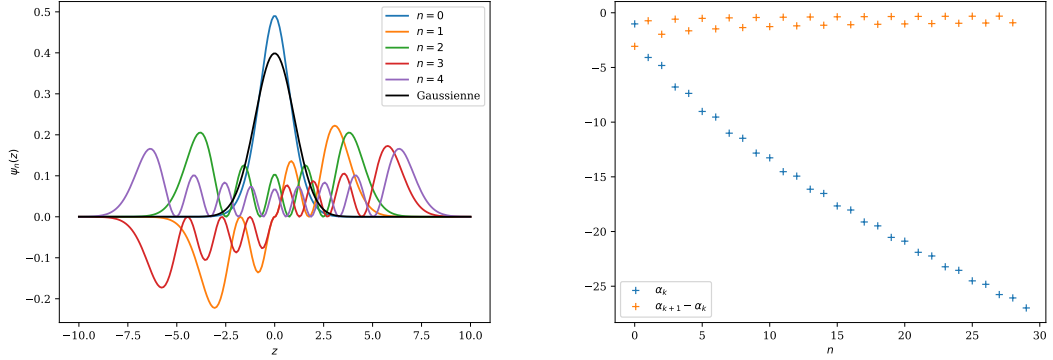 0.5
0.4
0.3
0.2
0.1
0.0
−0.1
−0.2
ψn(z)
−10.0 −7.5 −5.0 −2.5 0.0 2.5 5.0 7.5 10.0
z
n = 0
n = 1
n = 2
n = 3
n = 4
Gaussienne
0
−5
−10
−15
−20
−25
0 5 10 15 20 25 30
n
αk
αk+1 − αk